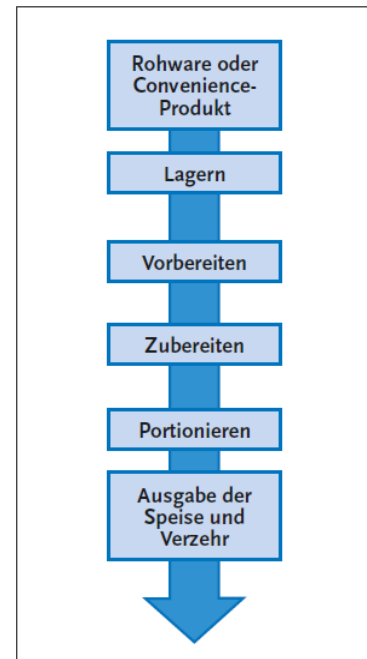 Rohware oder
Convenience-
Produkt
Lagern
Vorbereiten
Zubereiten
Portionieren
Ausgabe der
Speise und
Verzehr